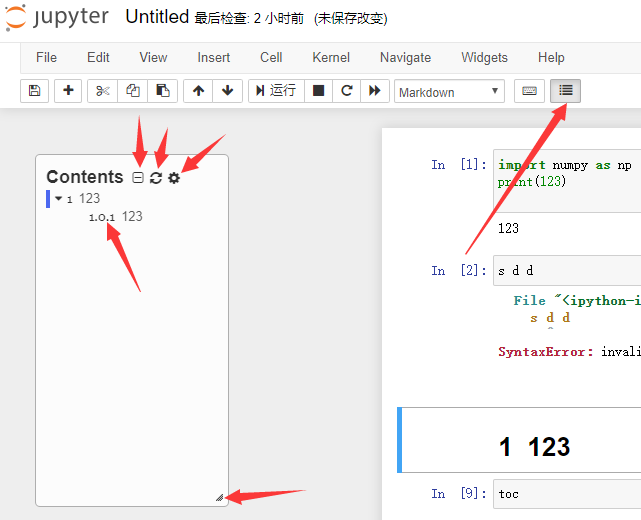 jupyter Untitled 最后检查: 2 小时前 (未保存改变)
File Edit View Insert Cell Kernel Navigate Widgets Help
运行 Markdown
Contents
1 123
1.0.1 123
In [1]: import numpy as np
print(123)
123
In [2]: s d d
File "<ipython-i
s d d
^
SyntaxError: invali
1 123
In [9]: toc